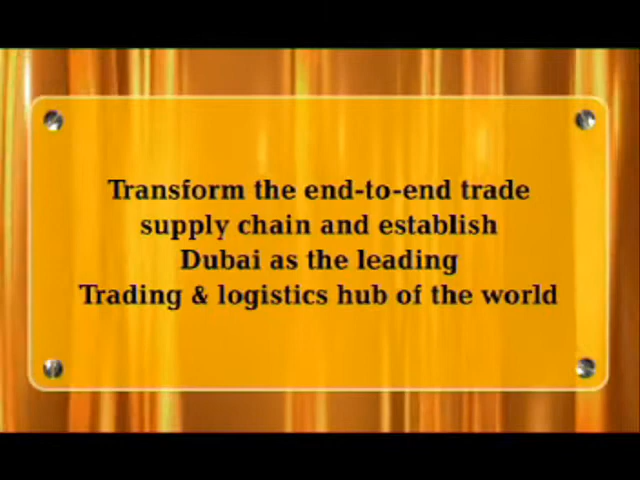 Transform the end-to-end trade
supply chain and establish
Dubai as the leading
Trading & logistics hub of the world